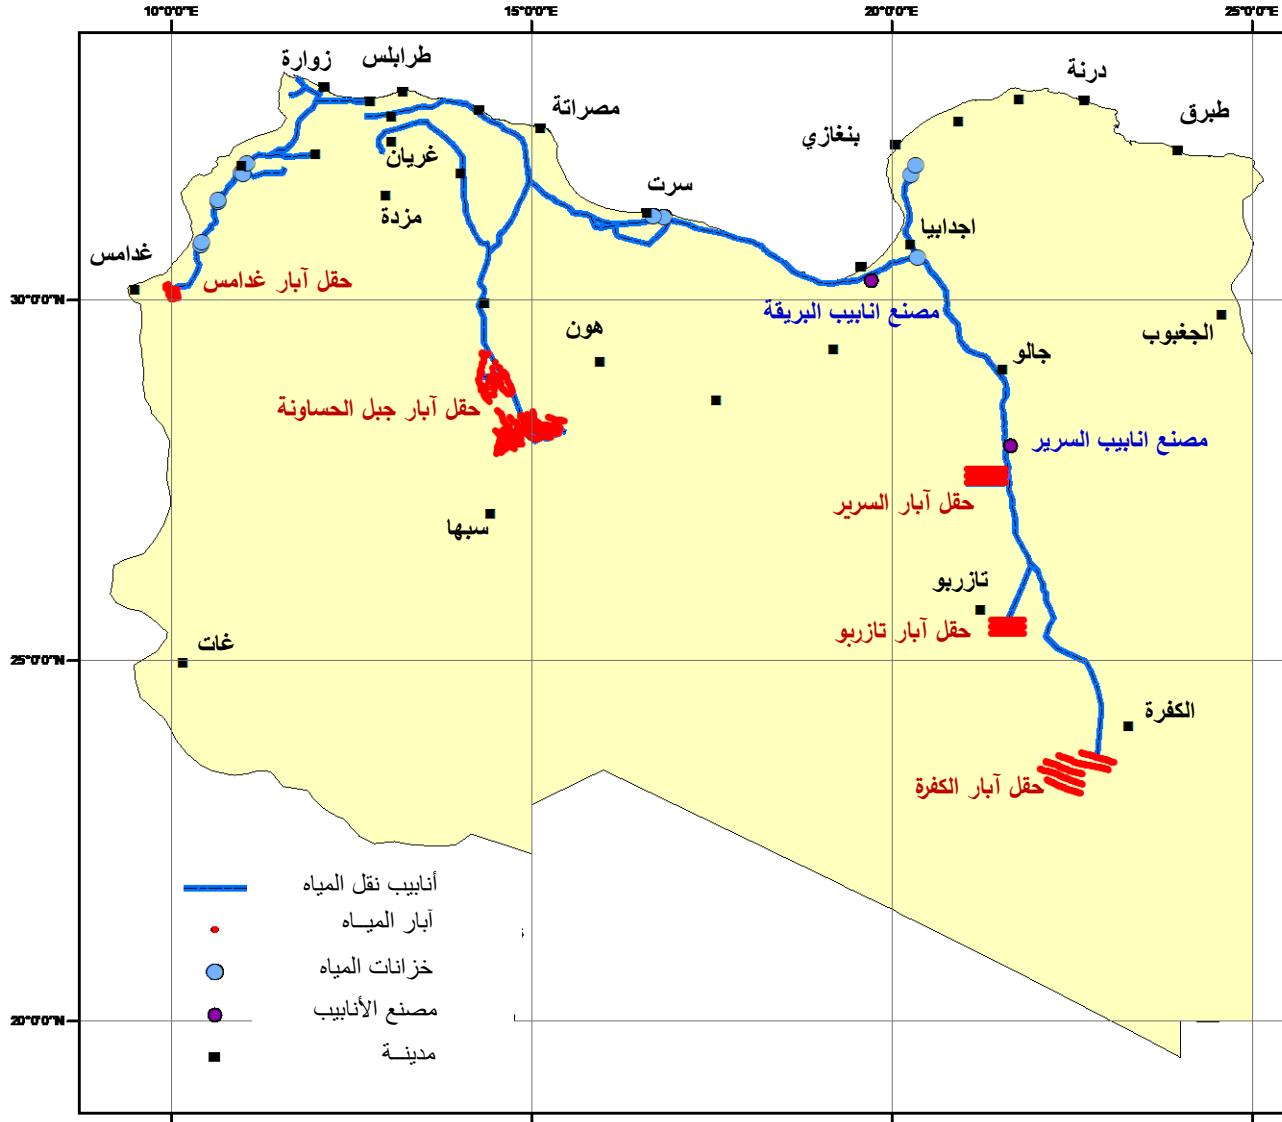 10°0'0"E
15°0'0"E
20°0'0"E
25°0'0"E
زوارة
طرابلس
مصراتة
درنة
طبرق
بنغازي
غريان
سرت
مزدة
اجدابيا
غدامس
حقل آبار غدامس
30°0'0"N
مصنع انابيب البريقة
هون
الجغبوب
جالو
حقل آبار جبل الحساونة
مصنع انابيب السرير
حقل آبار السرير
سبها
تازربو
حقل آبار تازربو
غات
25°0'0"N
الكفرة
حقل آبار الكفرة
أنابيب نقل المياه
آبار الميـــاه
خزانات المياه
مصنع الأنابيب
20°0'0"N
مدينـــة